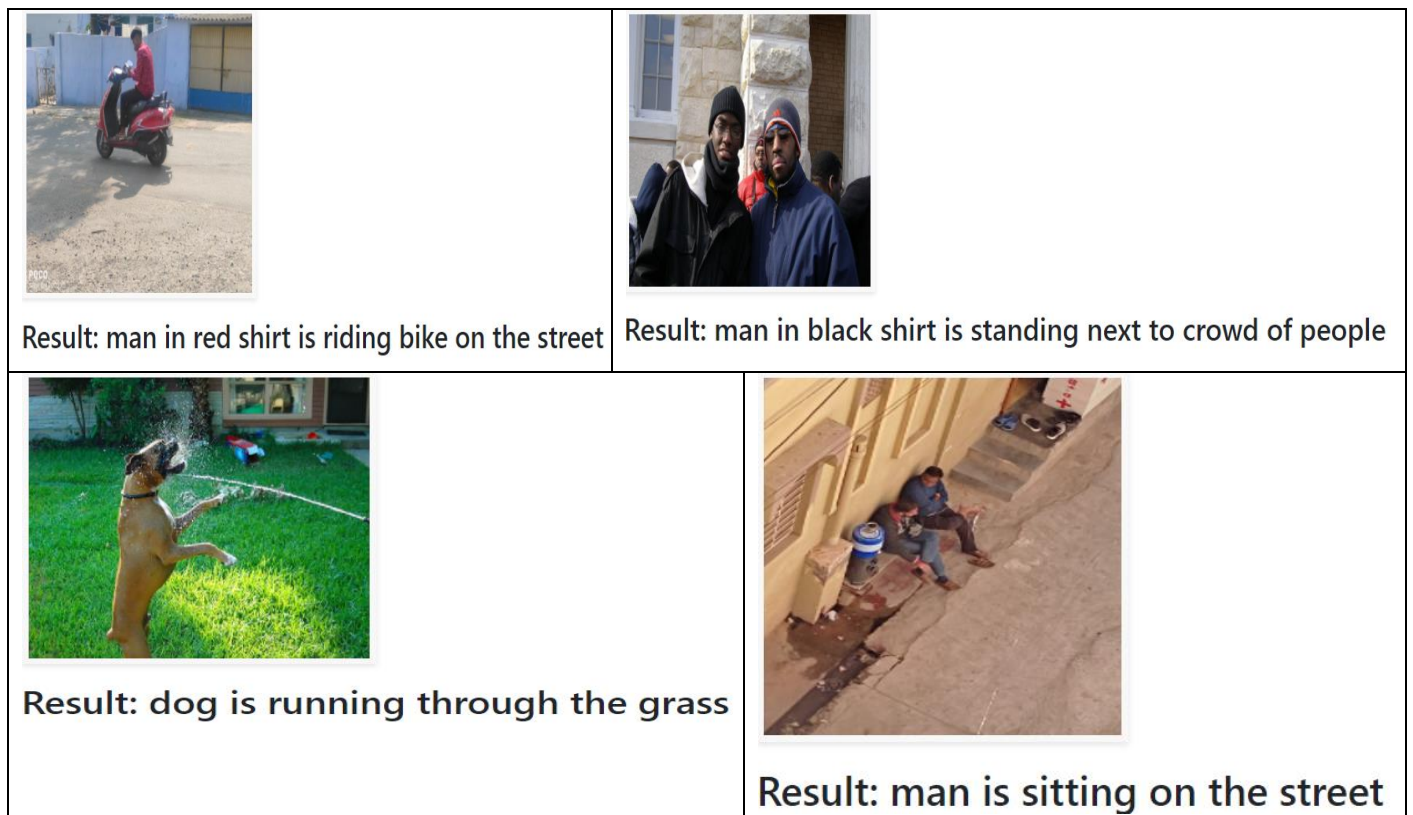 POCO
Result: man in red shirt is riding bike on the street
Result: man in black shirt is standing next to crowd of people
Result: dog is running through the grass
Result: man is sitting on the street